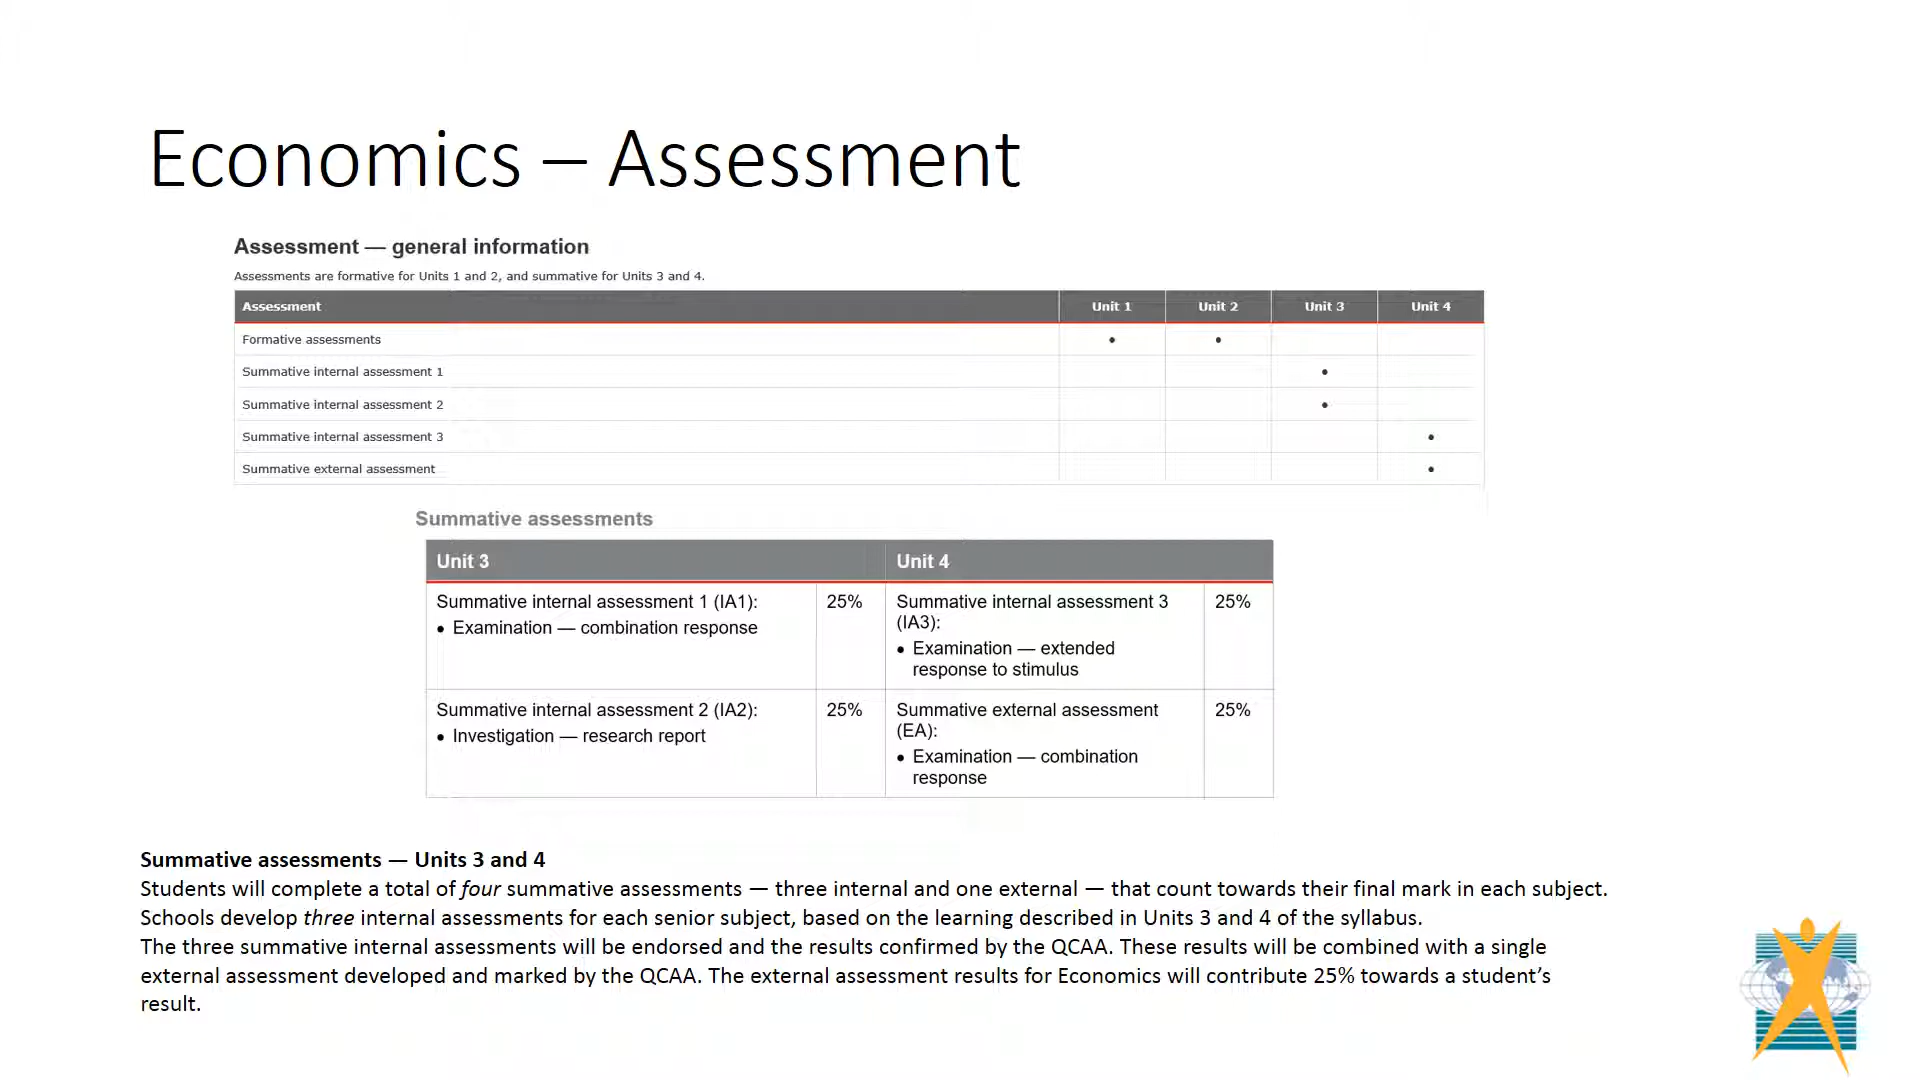 Economics – Assessment
Assessment — general information
Assessments are formative for Units 1 and 2, and summative for Units 3 and 4.
Assessment Unit 1 Unit 2 Unit 3 Unit 4
Formative assessments • •
Summative internal assessment 1 •
Summative internal assessment 2 •
Summative internal assessment 3 •
Summative external assessment •
Summative assessments
Unit 3 Unit 4
Summative internal assessment 1 (IA1): 25% Summative internal assessment 3
(IA3): 25%
• Examination — combination response • Examination — extended
response to stimulus
Summative internal assessment 2 (IA2): 25% Summative external assessment
(EA): 25%
• Investigation — research report • Examination — combination
response
Summative assessments — Units 3 and 4
Students will complete a total of four summative assessments — three internal and one external — that count towards their final mark in each subject.
Schools develop three internal assessments for each senior subject, based on the learning described in Units 3 and 4 of the syllabus.
The three summative internal assessments will be endorsed and the results confirmed by the QCAA. These results will be combined with a single
external assessment developed and marked by the QCAA. The external assessment results for Economics will contribute 25% towards a student’s
result.